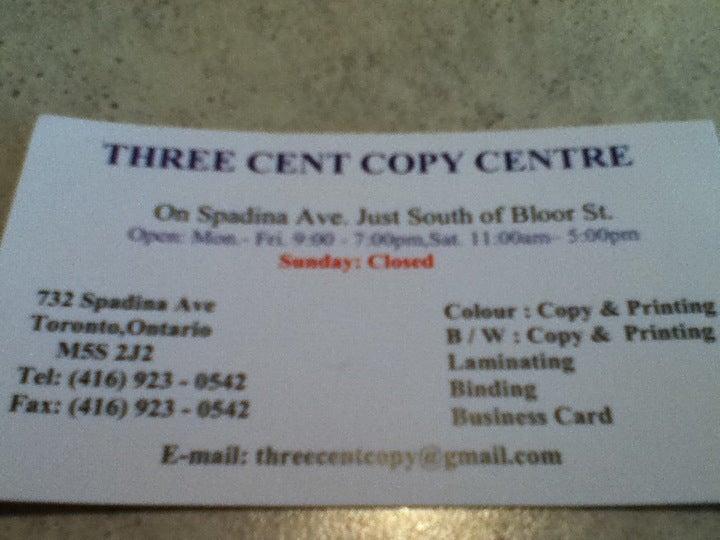 THREE CENT COPY CENTRE
On Spadina Ave. Just South of Bloor St.
Open: Mon.- Fri. 9:00 - 7:00pm,Sat. 11:00am- 5:00pm
Sunday: Closed
732 Spadina Ave
Toronto,Ontario
M5S 2J2
Tel: (416) 923 - 0542
Fax: (416) 923 - 0542
Colour : Copy & Printing
B / W : Copy & Printing
Laminating
Binding
Business Card
E-mail: threecentcopy@gmail.com